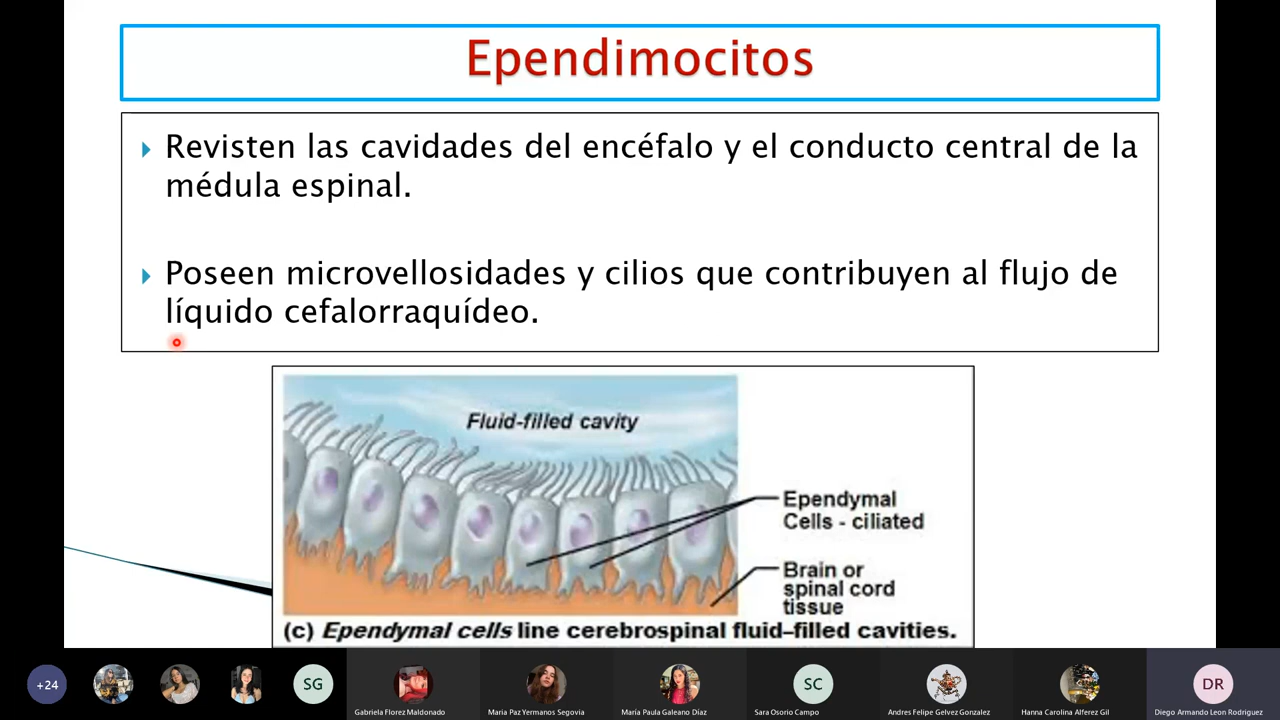 Ependimocitos
Revisten las cavidades del encéfalo y el conducto central de la
médula espinal.
Poseen microvellosidades y cilios que contribuyen al flujo de
líquido cefalorraquídeo.
Fluid-filled cavity
Ependymal
Cells - ciliated
Brain or
spinal cord
tissue
(c) Ependymal cells line cerebrospinal fluid–filled cavities.
+24
SG
SC
DR
Gabriela Florez Maldonado
Maria Paz Yermanos Segovia
María Paula Galeano Díaz
Sara Osorio Campo
Andres Felipe Gelvez Gonzalez
Hanna Carolina Alferez Gil
Diego Armando Leon Rodriguez